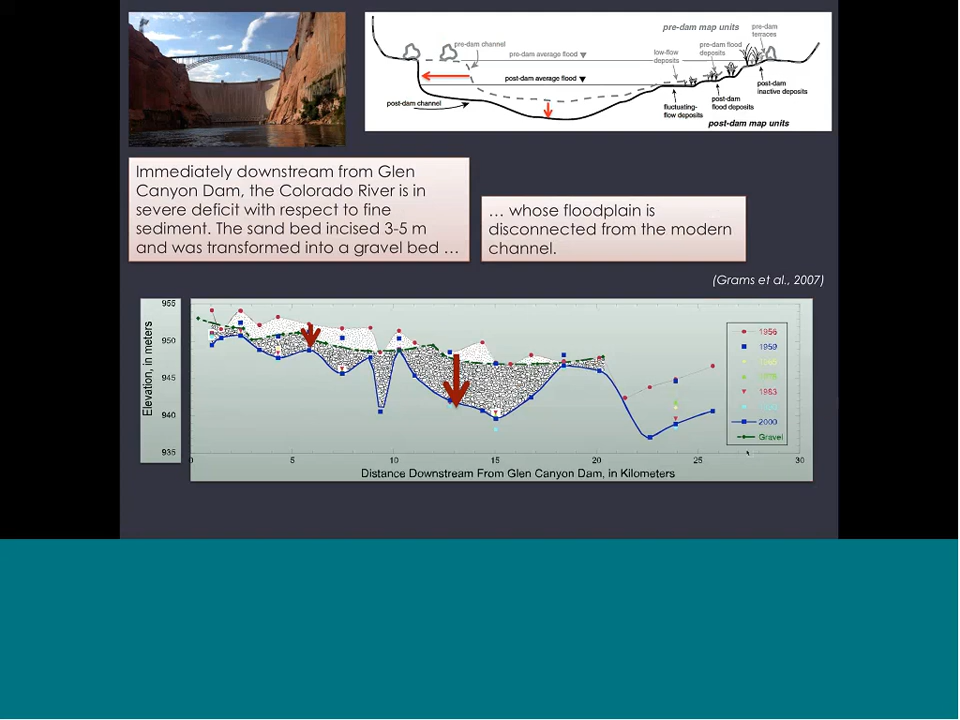 pre-dam map units
pre-dam terraces
pre-dam channel
pre-dam average flood
low-flow deposits
pre-dam flood deposits
post-dam average flood
post-dam channel
fluctuating-flow deposits
post-dam flood deposits
post-dam inactive deposits
post-dam map units
Immediately downstream from Glen
Canyon Dam, the Colorado River is in
severe deficit with respect to fine
sediment. The sand bed incised 3-5 m
and was transformed into a gravel bed …
… whose floodplain is
disconnected from the modern
channel.
(Grams et al., 2007)
Elevation, in meters
955
950
945
940
935
1956
1959
1983
2000
Gravel
0
5
10
15
20
25
30
Distance Downstream From Glen Canyon Dam, in Kilometers